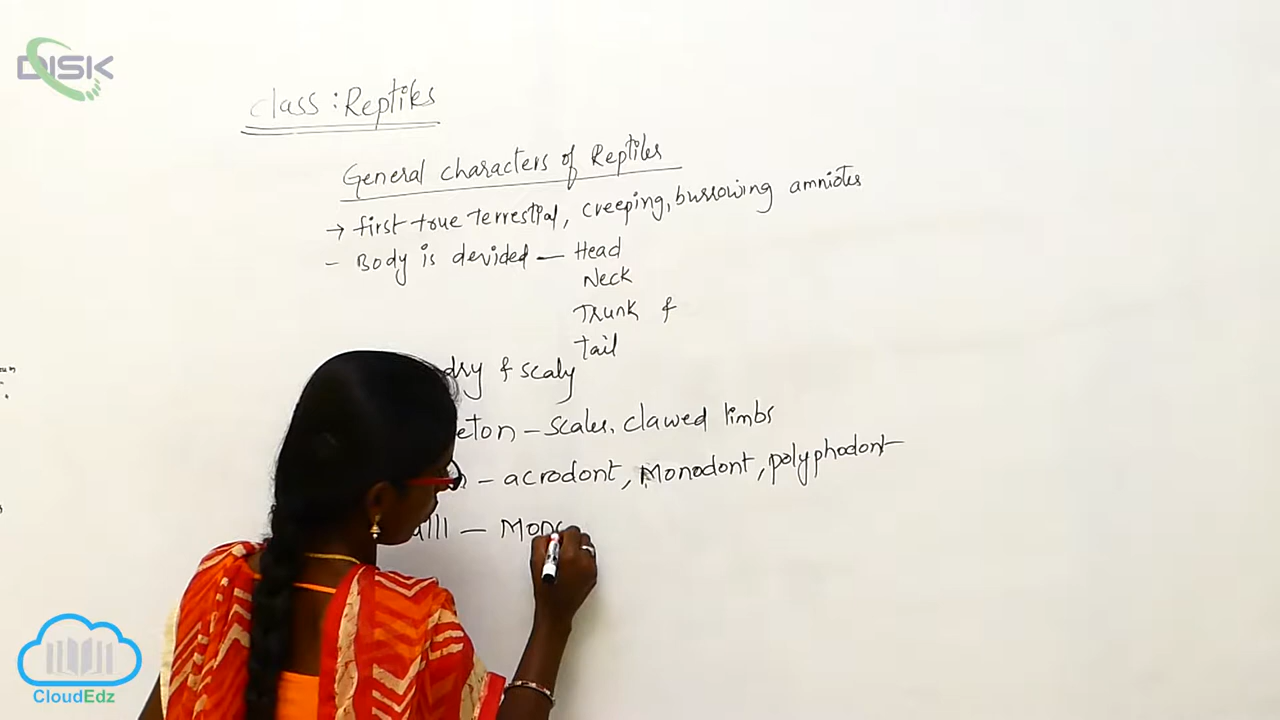 DISK
class : Reptiles
General characters of Reptiles
→ first true terrestrial, creeping, burrowing amniotes
- Body is devided — Head
Neck
Trunk &
tail
dry & scaly
eton – scales, clawed limbs
– acrodont, Monodont, polyphodont
ull –
CloudEdz